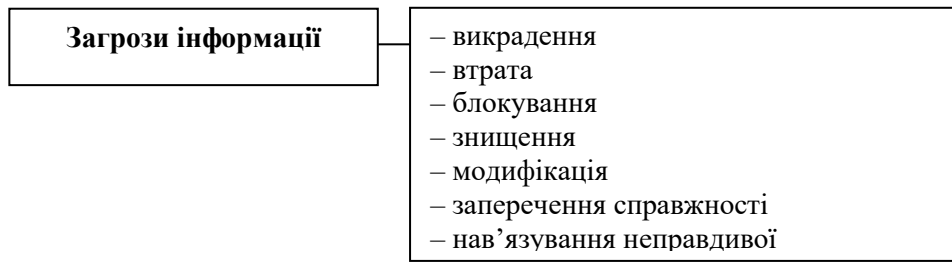 Загрози інформації
– викрадення
– втрата
– блокування
– знищення
– модифікація
– заперечення справжності
– нав’язування неправдивої